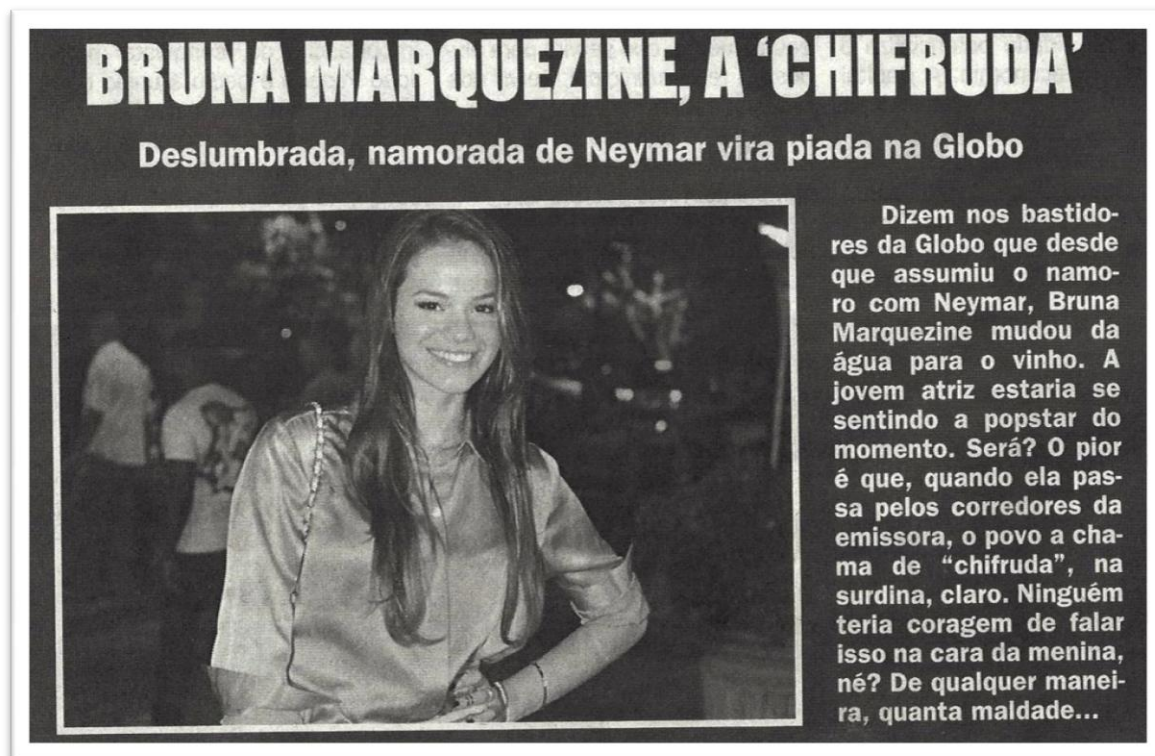 BRUNA MARQUEZINE, A ‘CHIFRUDA’
Deslumbrada, namorada de Neymar vira piada na Globo
Dizem nos bastido-
res da Globo que desde
que assumiu o namo-
ro com Neymar, Bruna
Marquezine mudou da
água para o vinho. A
jovem atriz estaria se
sentindo a popstar do
momento. Será? O pior
é que, quando ela pas-
sa pelos corredores da
emissora, o povo a cha-
ma de “chifruda”, na
surdina, claro. Ninguém
teria coragem de falar
isso na cara da menina,
né? De qualquer manei-
ra, quanta maldade...